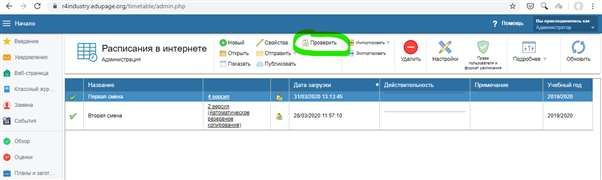 r4industry.edupage.org/timetable/admin.php
Начало
Помощь
Вы присоединились как
Администратор
Введение
Уведомления
Веб-страница
Классный жур...
Замена
События
Обзор
Оценки
Планы и загот...
Расписания в интернете
Администрация
Новый
Открыть
Показать
Свойства
Отправить
Публиковать
Проверить
Импортировать
Экспортировать
Удалить
Настройки
Права
пользователя и
формат расписания
Подробнее
Обновить
Название
Дата загрузки
Действительность
Примечание
Учебный год
Первая смена
4 версия
31/03/2020 13:13:45
2019/2020
Вторая смена
2 версия
(Автоматическое
резервное
копирование)
28/03/2020 11:57:10
2019/2020